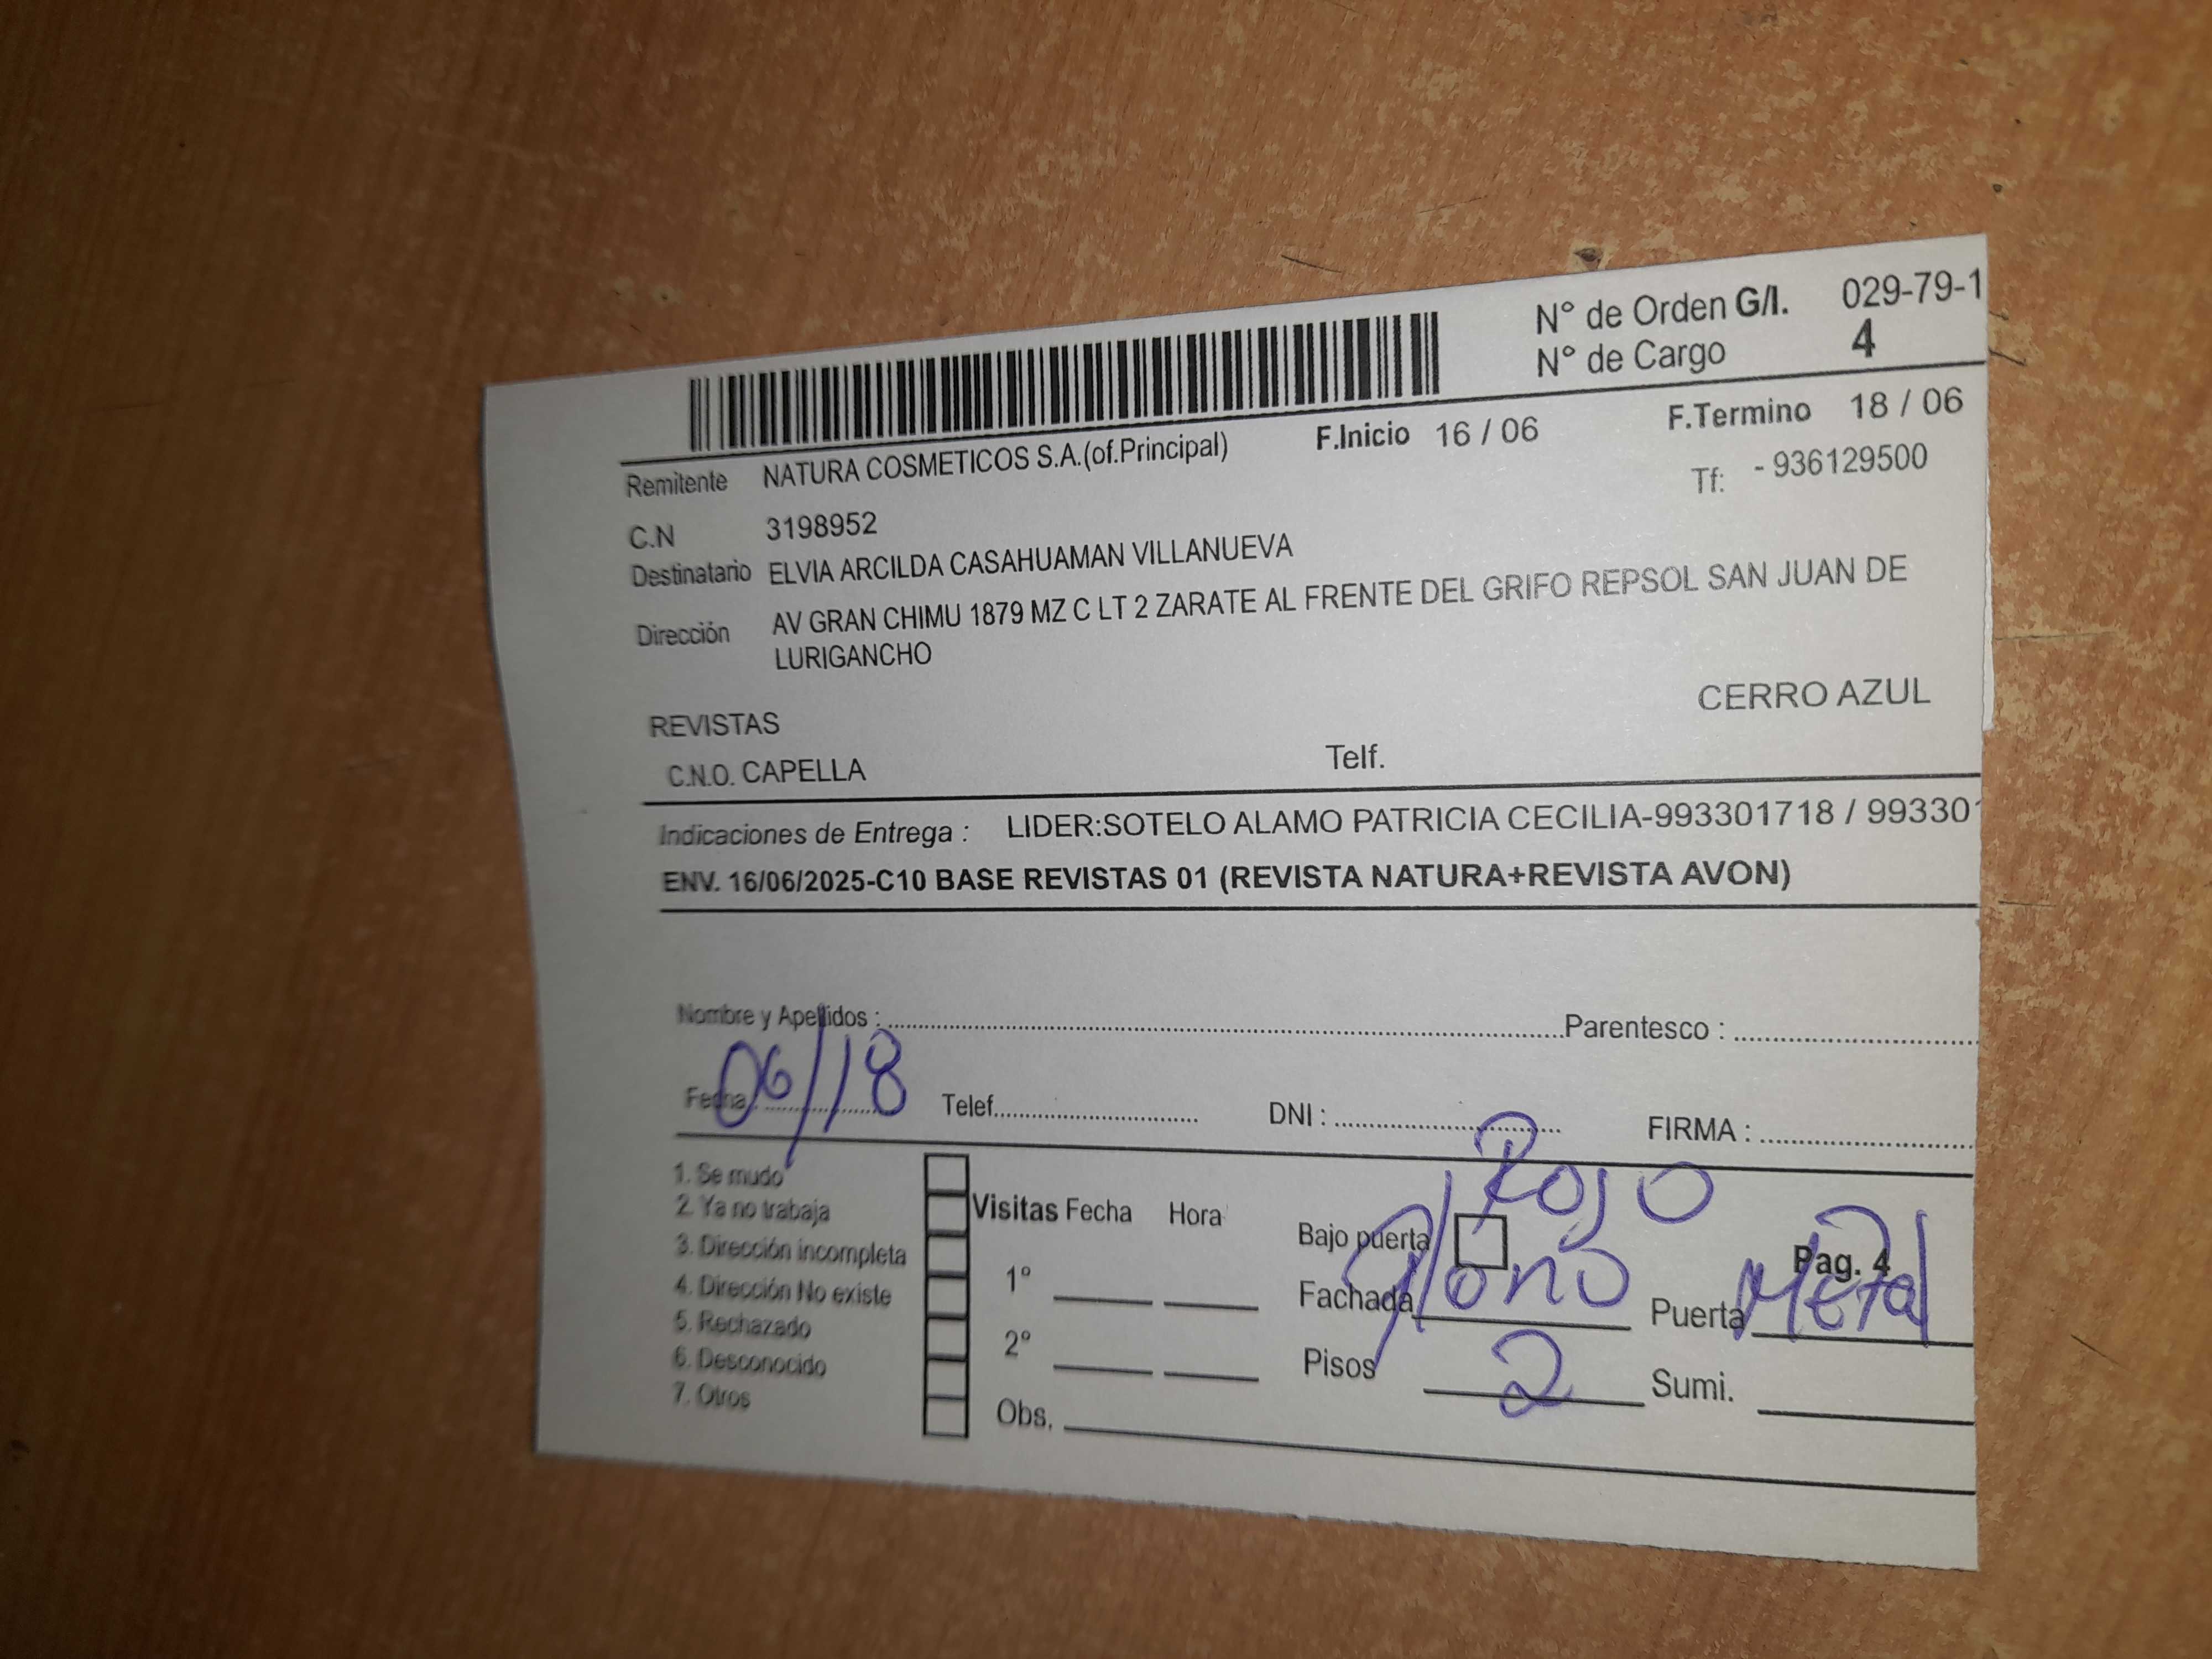 N° de Orden G/I. 029-79-1
N° de Cargo 4
F.Inicio 16 / 06 F.Termino 18 / 06
Remitente NATURA COSMETICOS S.A.(of.Principal) Tf: - 936129500
C.N 3198952
Destinatario ELVIA ARCILDA CASAHUAMAN VILLANUEVA
Dirección AV GRAN CHIMU 1879 MZ C LT 2 ZARATE AL FRENTE DEL GRIFO REPSOL SAN JUAN DE
LURIGANCHO
CERRO AZUL
REVISTAS
C.N.O. CAPELLA Telf.
Indicaciones de Entrega : LIDER:SOTELO ALAMO PATRICIA CECILIA-993301718 / 99330
ENV. 16/06/2025-C10 BASE REVISTAS 01 (REVISTA NATURA+REVISTA AVON)
Nombre y Apellidos : Parentesco :
Fecha 06/18 Telef. DNI : FIRMA :
1. Se mudo
2. Ya no trabaja
3. Dirección incompleta
4. Dirección No existe
5. Rechazado
6. Desconocido
7. Otros
Visitas Fecha Hora
1°
2°
Obs.
Rojo
Bajo puerta Pag. 4
Fachada Puerta Metal
Pisos 2 Sumi.